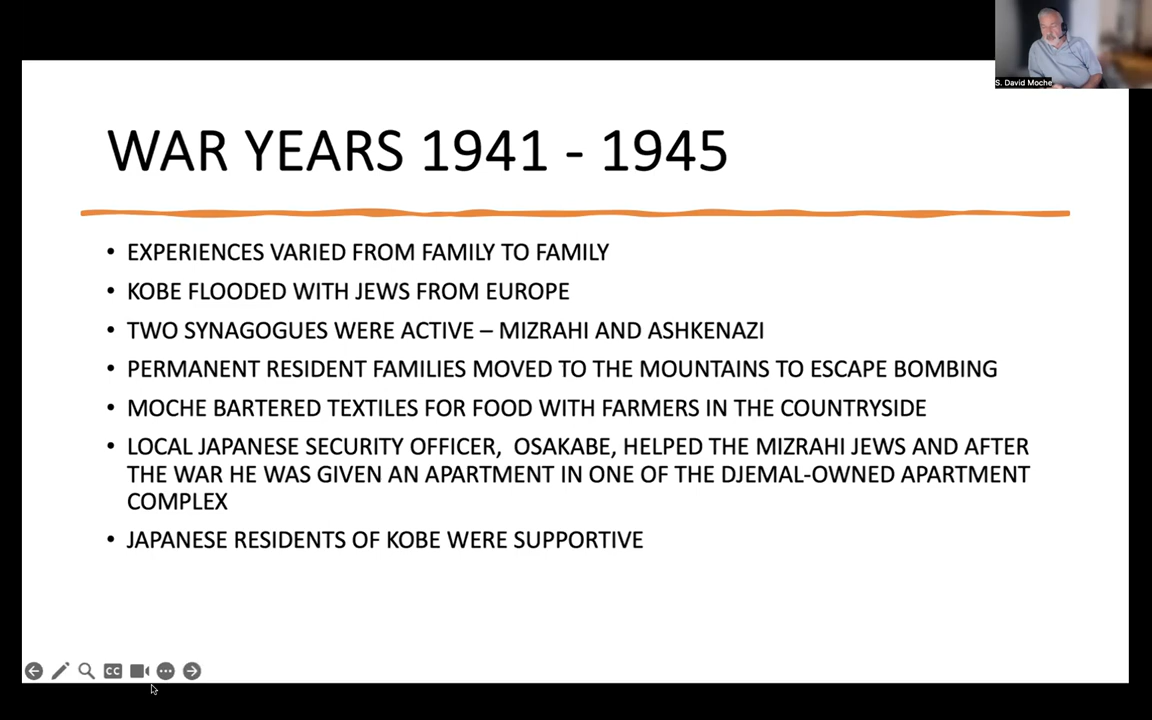 S. David Moche
WAR YEARS 1941 - 1945
• EXPERIENCES VARIED FROM FAMILY TO FAMILY
• KOBE FLOODED WITH JEWS FROM EUROPE
• TWO SYNAGOGUES WERE ACTIVE – MIZRAHI AND ASHKENAZI
• PERMANENT RESIDENT FAMILIES MOVED TO THE MOUNTAINS TO ESCAPE BOMBING
• MOCHE BARTERED TEXTILES FOR FOOD WITH FARMERS IN THE COUNTRYSIDE
• LOCAL JAPANESE SECURITY OFFICER, OSAKABE, HELPED THE MIZRAHI JEWS AND AFTER
THE WAR HE WAS GIVEN AN APARTMENT IN ONE OF THE DJEMAL-OWNED APARTMENT
COMPLEX
• JAPANESE RESIDENTS OF KOBE WERE SUPPORTIVE
CC